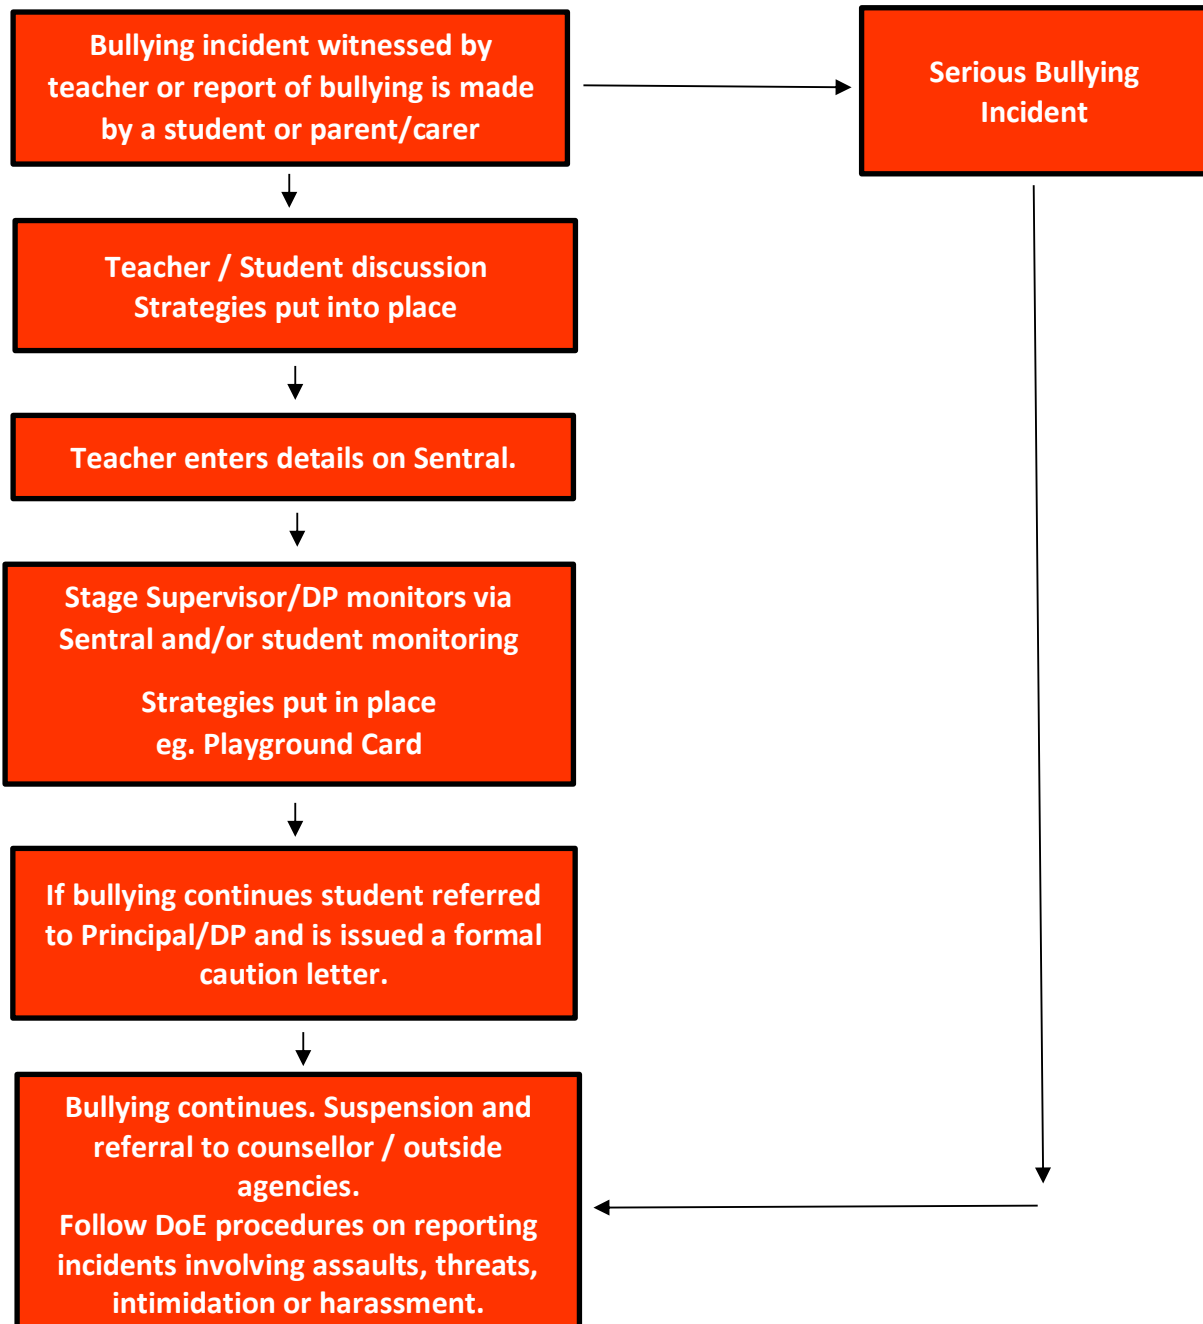 Bullying incident witnessed by
teacher or report of bullying is made
by a student or parent/carer
Serious Bullying
Incident
Teacher / Student discussion
Strategies put into place
Teacher enters details on Sentral.
Stage Supervisor/DP monitors via
Sentral and/or student monitoring
Strategies put in place
eg. Playground Card
If bullying continues student referred
to Principal/DP and is issued a formal
caution letter.
Bullying continues. Suspension and
referral to counsellor / outside
agencies.
Follow DoE procedures on reporting
incidents involving assaults, threats,
intimidation or harassment.